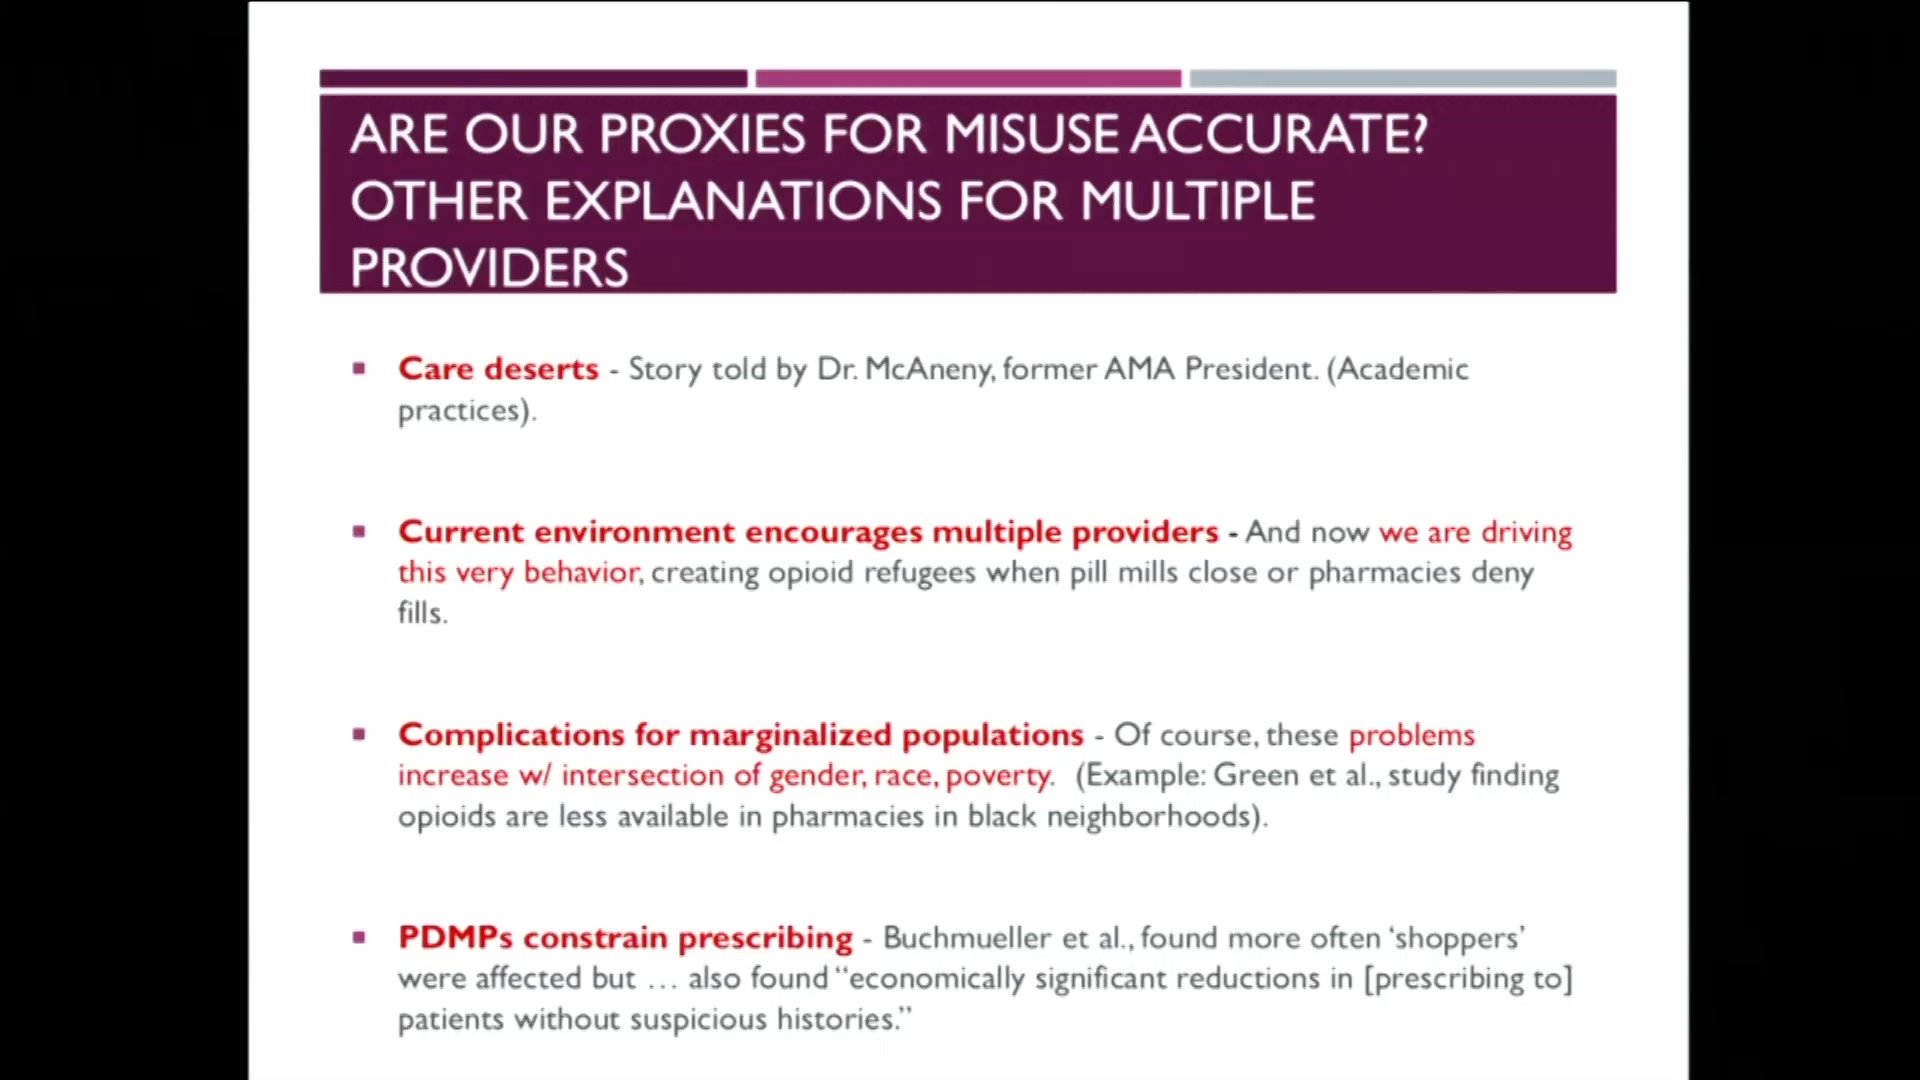 ARE OUR PROXIES FOR MISUSE ACCURATE?
OTHER EXPLANATIONS FOR MULTIPLE
PROVIDERS
Care deserts - Story told by Dr. McAneny, former AMA President. (Academic
practices).
Current environment encourages multiple providers - And now we are driving
this very behavior, creating opioid refugees when pill mills close or pharmacies deny
fills.
Complications for marginalized populations - Of course, these problems
increase w/ intersection of gender, race, poverty. (Example: Green et al., study finding
opioids are less available in pharmacies in black neighborhoods).
PDMPs constrain prescribing - Buchmueller et al., found more often ‘shoppers’
were affected but … also found “economically significant reductions in [prescribing to]
patients without suspicious histories.”